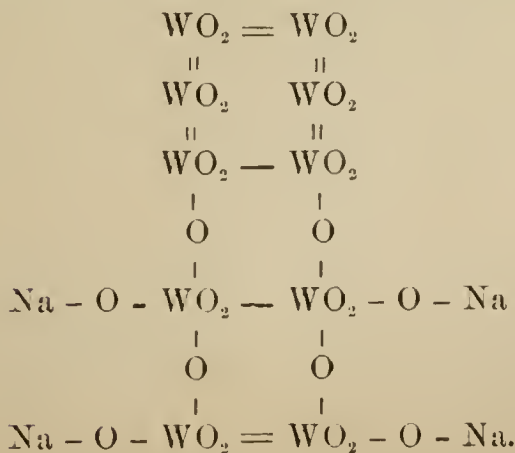 WO₂ = WO₂
॥ ॥
WO₂ WO₂
॥ ॥
WO₂ — WO₂
| |
O O
| |
Na – O – WO₂ — WO₂ – O – Na
| |
O O
| |
Na – O – WO₂ = WO₂ – O – Na.